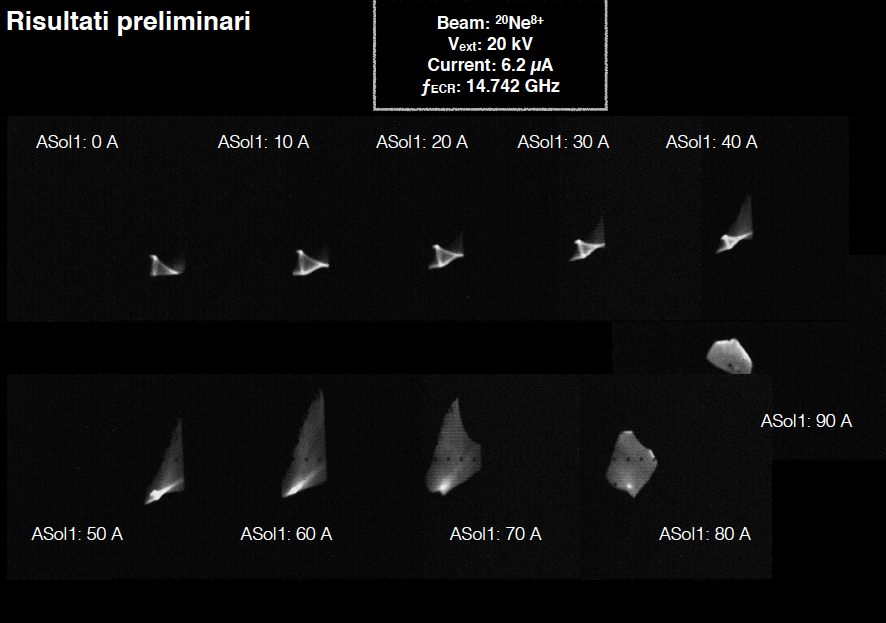 Risultati preliminari
Beam: ²⁰Ne⁸⁺
Vext: 20 kV
Current: 6.2 μA
fECR: 14.742 GHz
ASol1: 0 A
ASol1: 10 A
ASol1: 20 A
ASol1: 30 A
ASol1: 40 A
ASol1: 90 A
ASol1: 50 A
ASol1: 60 A
ASol1: 70 A
ASol1: 80 A